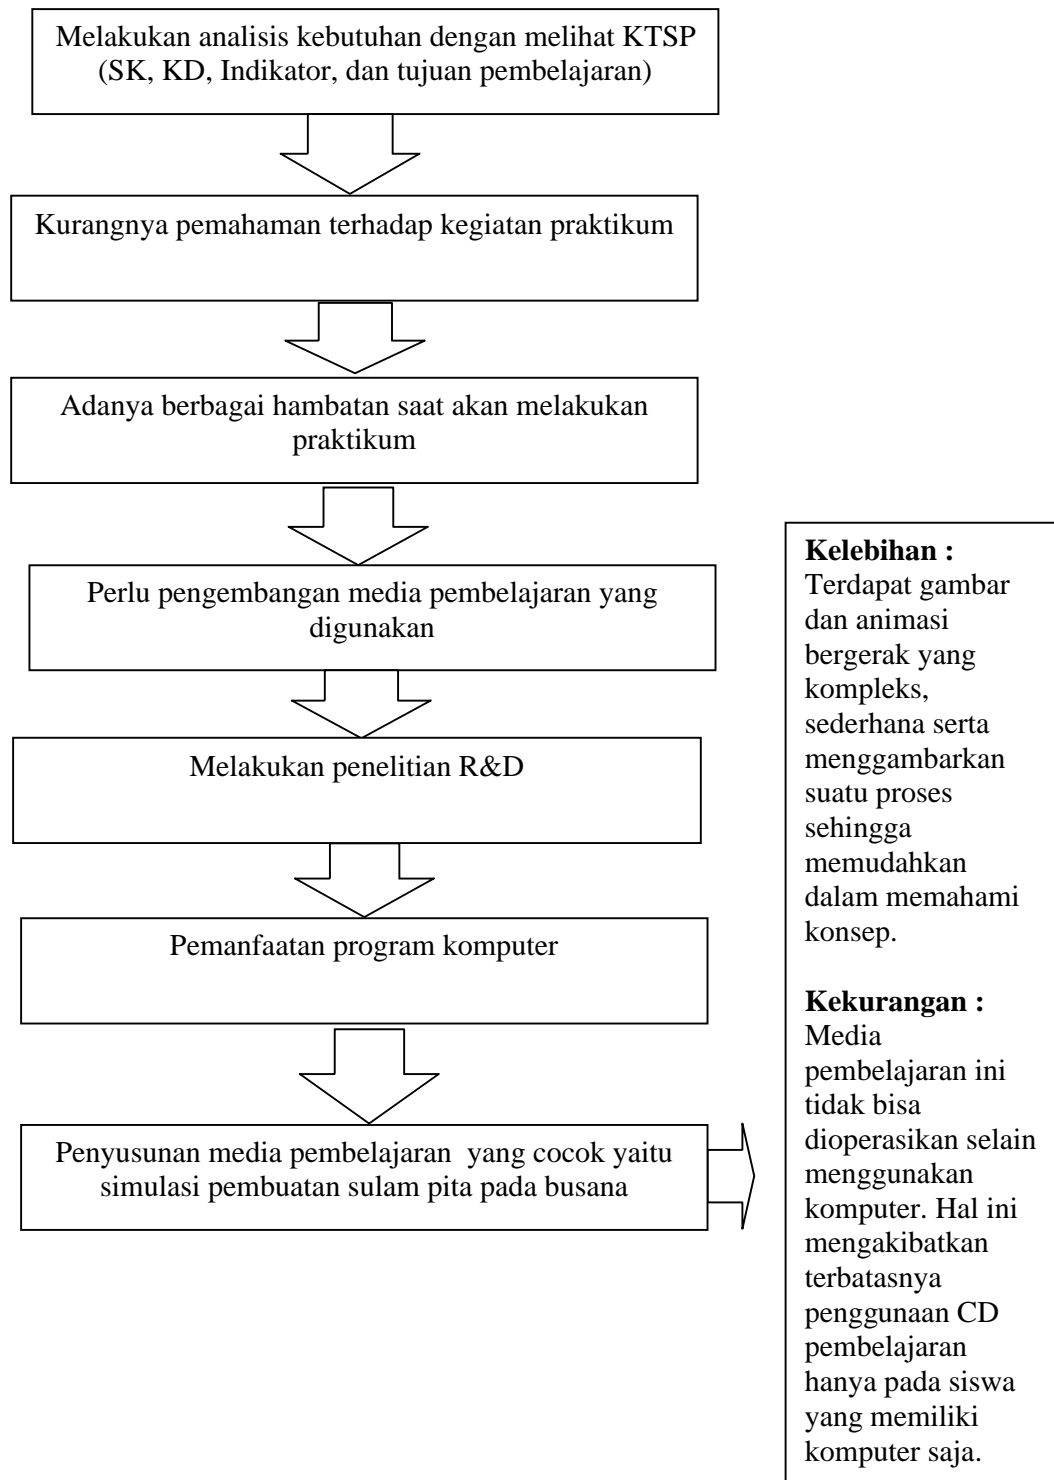 Melakukan analisis kebutuhan dengan melihat KTSP
(SK, KD, Indikator, dan tujuan pembelajaran)
Kurangnya pemahaman terhadap kegiatan praktikum
Adanya berbagai hambatan saat akan melakukan
praktikum
Perlu pengembangan media pembelajaran yang
digunakan
Melakukan penelitian R&D
Pemanfaatan program komputer
Penyusunan media pembelajaran yang cocok yaitu
simulasi pembuatan sulam pita pada busana
Kelebihan :
Terdapat gambar
dan animasi
bergerak yang
kompleks,
sederhana serta
menggambarkan
suatu proses
sehingga
memudahkan
dalam memahami
konsep.
Kekurangan :
Media
pembelajaran ini
tidak bisa
dioperasikan selain
menggunakan
komputer. Hal ini
mengakibatkan
terbatasnya
penggunaan CD
pembelajaran
hanya pada siswa
yang memiliki
komputer saja.